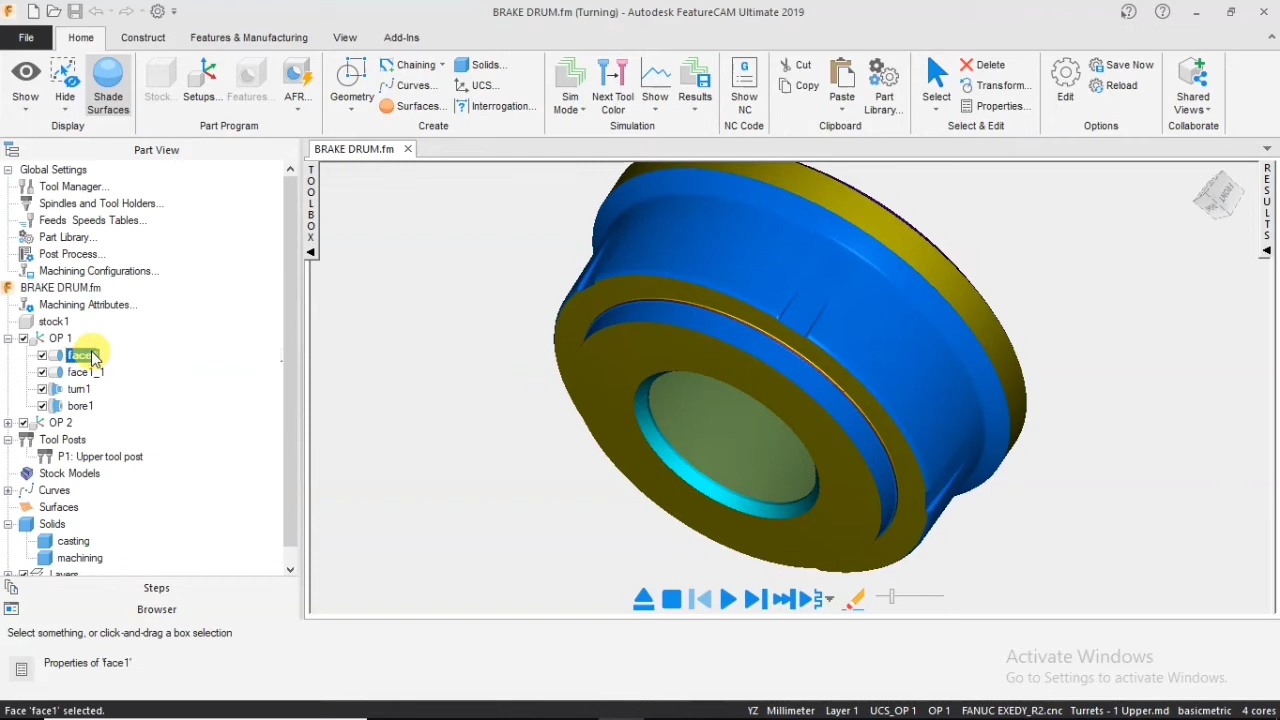 BRAKE DRUM.fm (Turning) - Autodesk FeatureCAM Ultimate 2019
File Home Construct Features & Manufacturing View Add-Ins
Show
Hide
Shade Surfaces
Display
Stock...
Setups...
Features...
AFR...
Part Program
Geometry
Chaining
Curves...
Surfaces...
Solids...
UCS...
Interrogation...
Create
Sim Mode
Next Tool Color
Show
Results
Simulation
G
Show NC
NC Code
Cut
Copy
Paste
Part Library...
Clipboard
Select
Delete
Transform...
Properties...
Select & Edit
Edit
Save Now
Reload
Options
Shared Views
Collaborate
Part View
BRAKE DRUM.fm
Global Settings
Tool Manager...
Spindles and Tool Holders...
Feeds Speeds Tables...
Part Library...
Post Process...
Machining Configurations...
BRAKE DRUM.fm
Machining Attributes...
stock1
OP 1
face1_1
turn1
bore1
OP 2
Tool Posts
P1: Upper tool post
Stock Models
Curves
Surfaces
Solids
casting
machining
Layers
Steps
Browser
TOOLBOX
RESULTS
FRONT
Select something, or click-and-drag a box selection
Properties of 'face1'
Activate Windows
Go to Settings to activate Windows.
Face 'face1' selected.
YZ Millimeter Layer 1 UCS_OP 1 OP 1 FANUC EXEDY_R2.cnc Turrets - 1 Upper.md basicmetric 4 cores